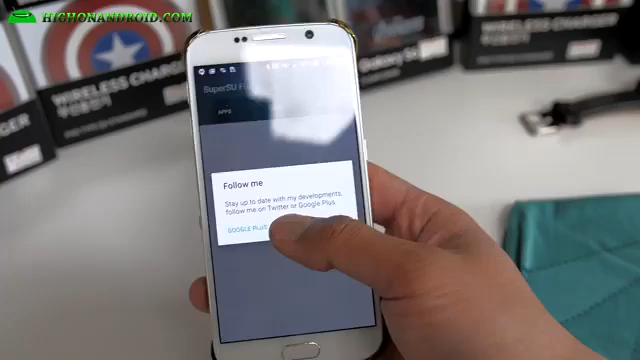 HIGHONANDROID.COM
WIRELESS CHARGER
WIRELESS CHARGER
SuperSU
APPS
Follow me
Stay up to date with my developments,
follow me on Twitter or Google Plus
GOOGLE PLUS